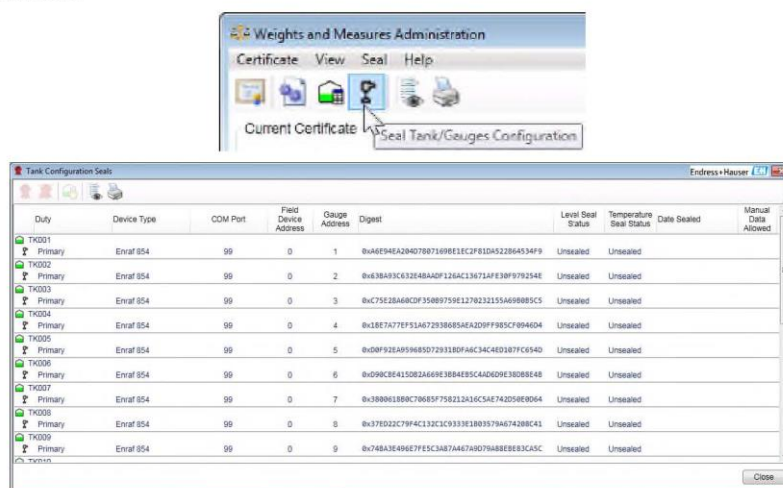 Weights and Measures Administration
Certificate View Seal Help
Current Certificate
Seal Tank/Gauges Configuration
Tank Configuration Seals
Endress+Hauser
Duty Device Type COM Port Field Device Address Gauge Address Digest Level Seal Status Temperature Seal Status Date Sealed Manual Data Allowed
TK001
Primary Enraf 854 99 0 1 Unsealed Unsealed
TK002
Primary Enraf 854 99 0 2 Unsealed Unsealed
TK003
Primary Enraf 854 99 0 3 Unsealed Unsealed
TK004
Primary Enraf 854 99 0 4 Unsealed Unsealed
TK005
Primary Enraf 854 99 0 5 Unsealed Unsealed
TK006
Primary Enraf 854 99 0 6 Unsealed Unsealed
TK007
Primary Enraf 854 99 0 7 Unsealed Unsealed
TK008
Primary Enraf 854 99 0 8 Unsealed Unsealed
TK009
Primary Enraf 854 99 0 9 Unsealed Unsealed
Close